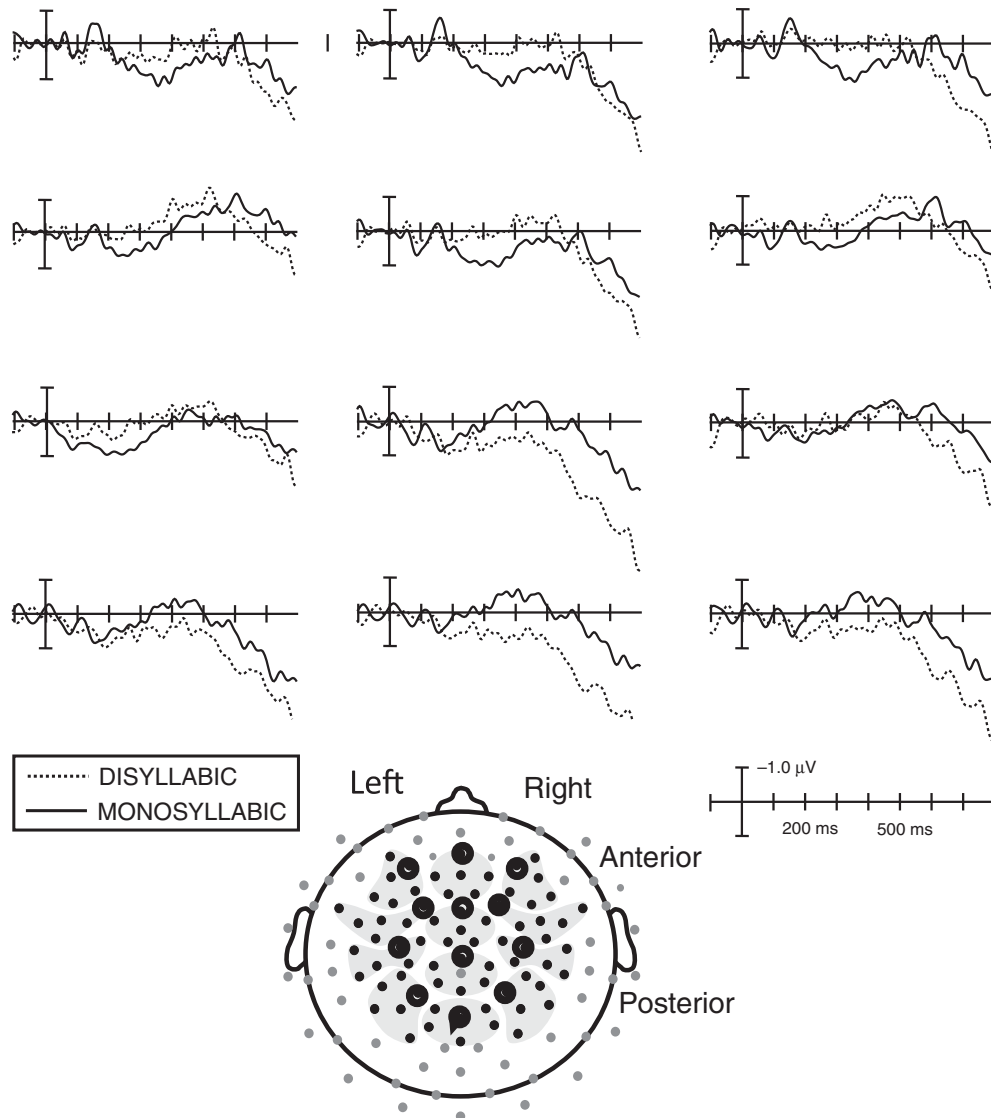 DISYLLABIC
MONOSYLLABIC
Left
Right
Anterior
Posterior
–1.0 µV
200 ms 500 ms